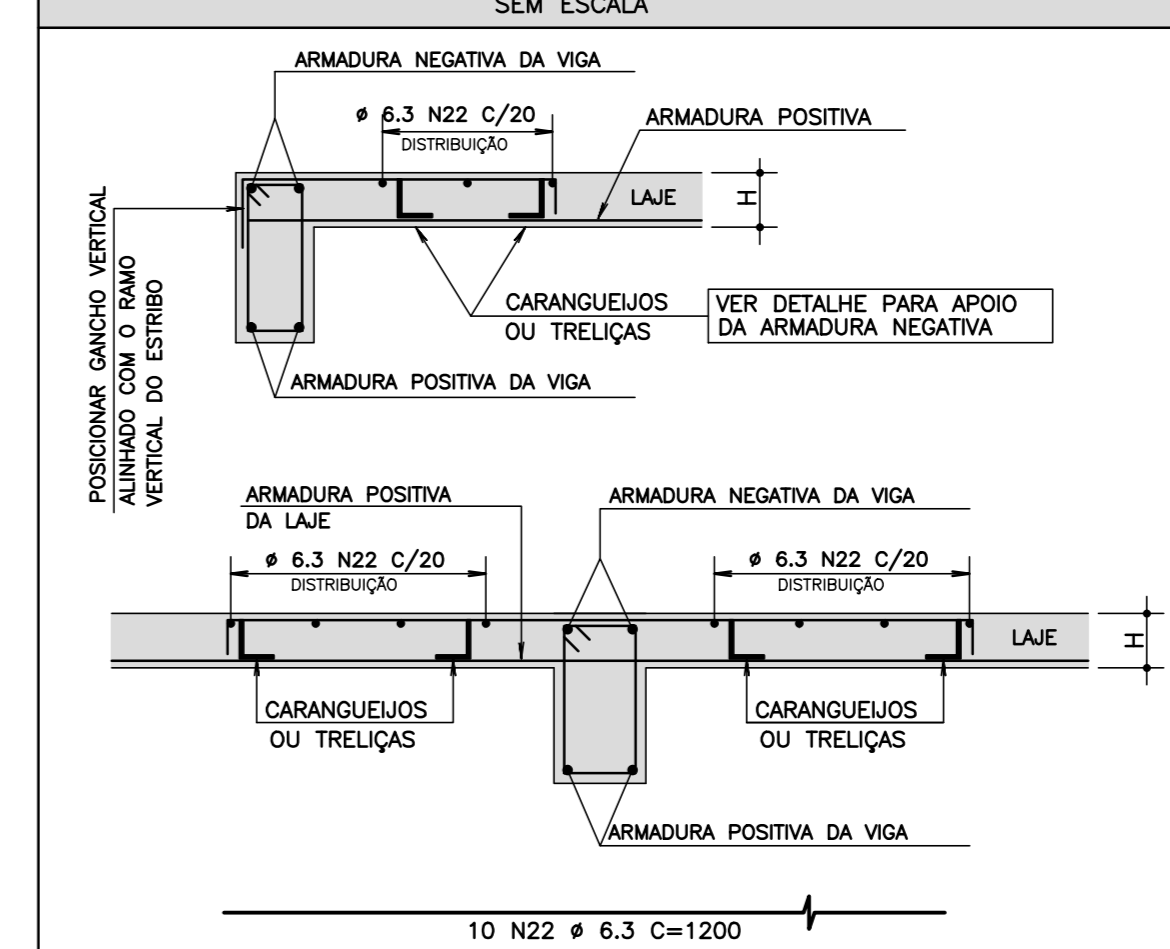 SEM ESCALA
ARMADURA NEGATIVA DA VIGA
ø 6.3 N22 C/20
DISTRIBUIÇÃO
ARMADURA POSITIVA
LAJE
H
POSICIONAR GANCHO VERTICAL
ALINHADO COM O RAMO
VERTICAL DO ESTRIBO
CARANGUEIJOS
OU TRELIÇAS
VER DETALHE PARA APOIO
DA ARMADURA NEGATIVA
ARMADURA POSITIVA DA VIGA
ARMADURA POSITIVA
DA LAJE
ARMADURA NEGATIVA DA VIGA
ø 6.3 N22 C/20
DISTRIBUIÇÃO
ø 6.3 N22 C/20
DISTRIBUIÇÃO
LAJE
H
CARANGUEIJOS
OU TRELIÇAS
CARANGUEIJOS
OU TRELIÇAS
ARMADURA POSITIVA DA VIGA
10 N22 ø 6.3 C=1200